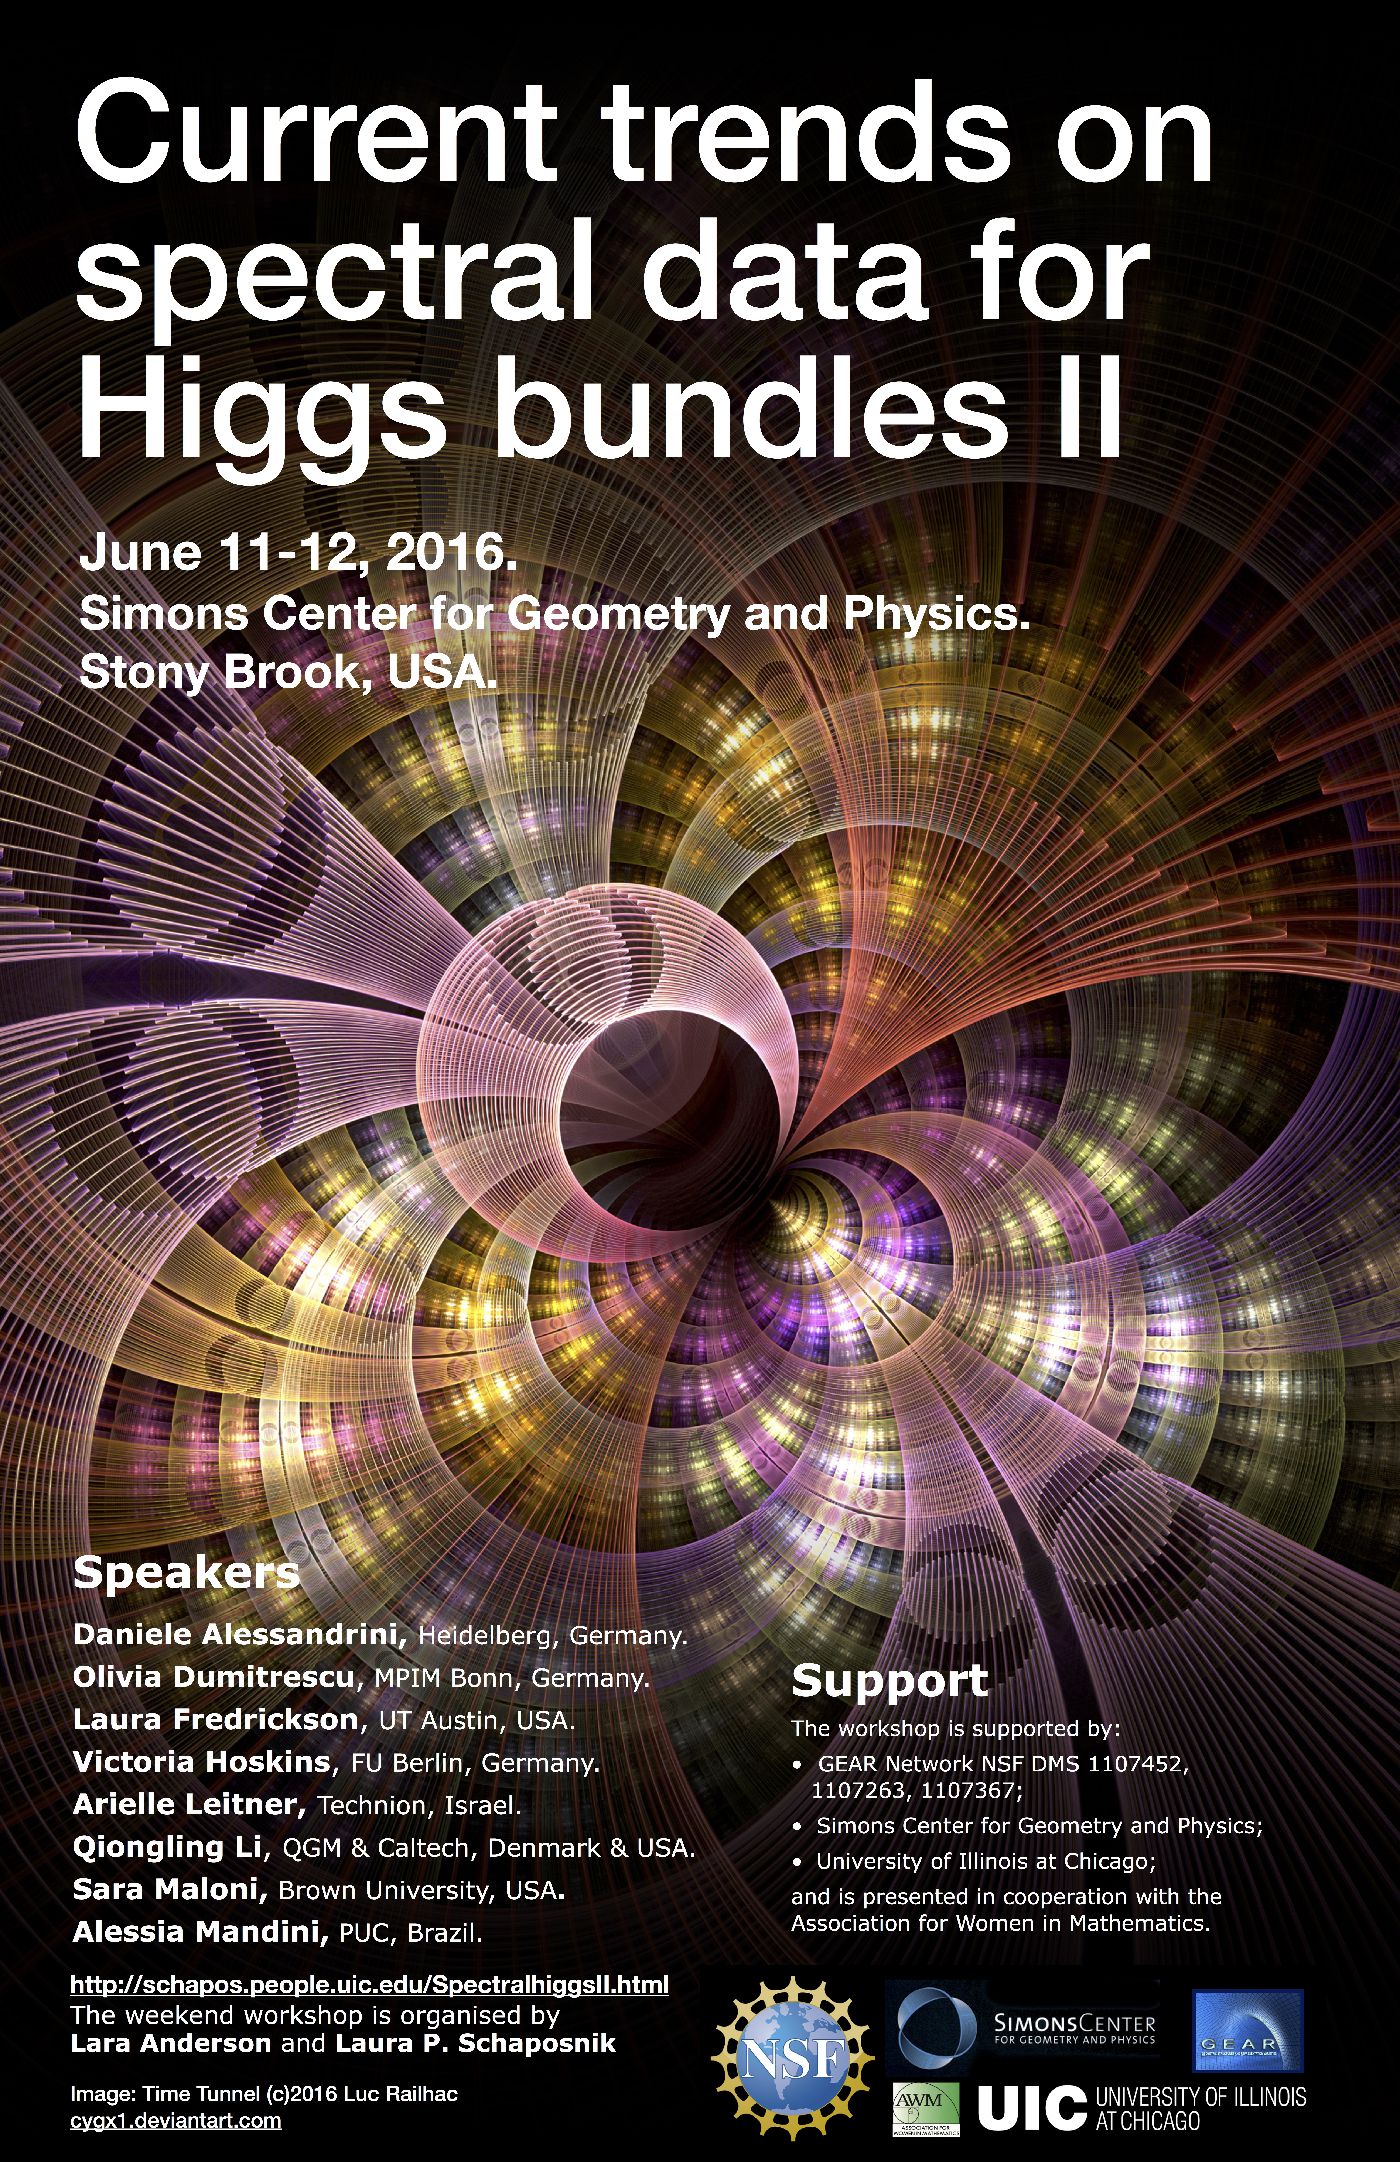 Current trends on
spectral data for
Higgs bundles II
June 11-12, 2016.
Simons Center for Geometry and Physics.
Stony Brook, USA.
Speakers
Daniele Alessandrini, Heidelberg, Germany.
Olivia Dumitrescu, MPIM Bonn, Germany.
Laura Fredrickson, UT Austin, USA.
Victoria Hoskins, FU Berlin, Germany.
Arielle Leitner, Technion, Israel.
Qiongling Li, QGM & Caltech, Denmark & USA.
Sara Maloni, Brown University, USA.
Alessia Mandini, PUC, Brazil.
http://schapos.people.uic.edu/SpectralhiggsII.html
The weekend workshop is organised by
Lara Anderson and Laura P. Schaposnik
Image: Time Tunnel (c)2016 Luc Railhac
cygx1.deviantart.com
Support
The workshop is supported by:
• GEAR Network NSF DMS 1107452,
1107263, 1107367;
• Simons Center for Geometry and Physics;
• University of Illinois at Chicago;
and is presented in cooperation with the
Association for Women in Mathematics.
NSF
SIMONS CENTER
FOR GEOMETRY AND PHYSICS
GEAR
AWM
ASSOCIATION FOR
WOMEN IN MATHEMATICS
UIC UNIVERSITY OF ILLINOIS
AT CHICAGO